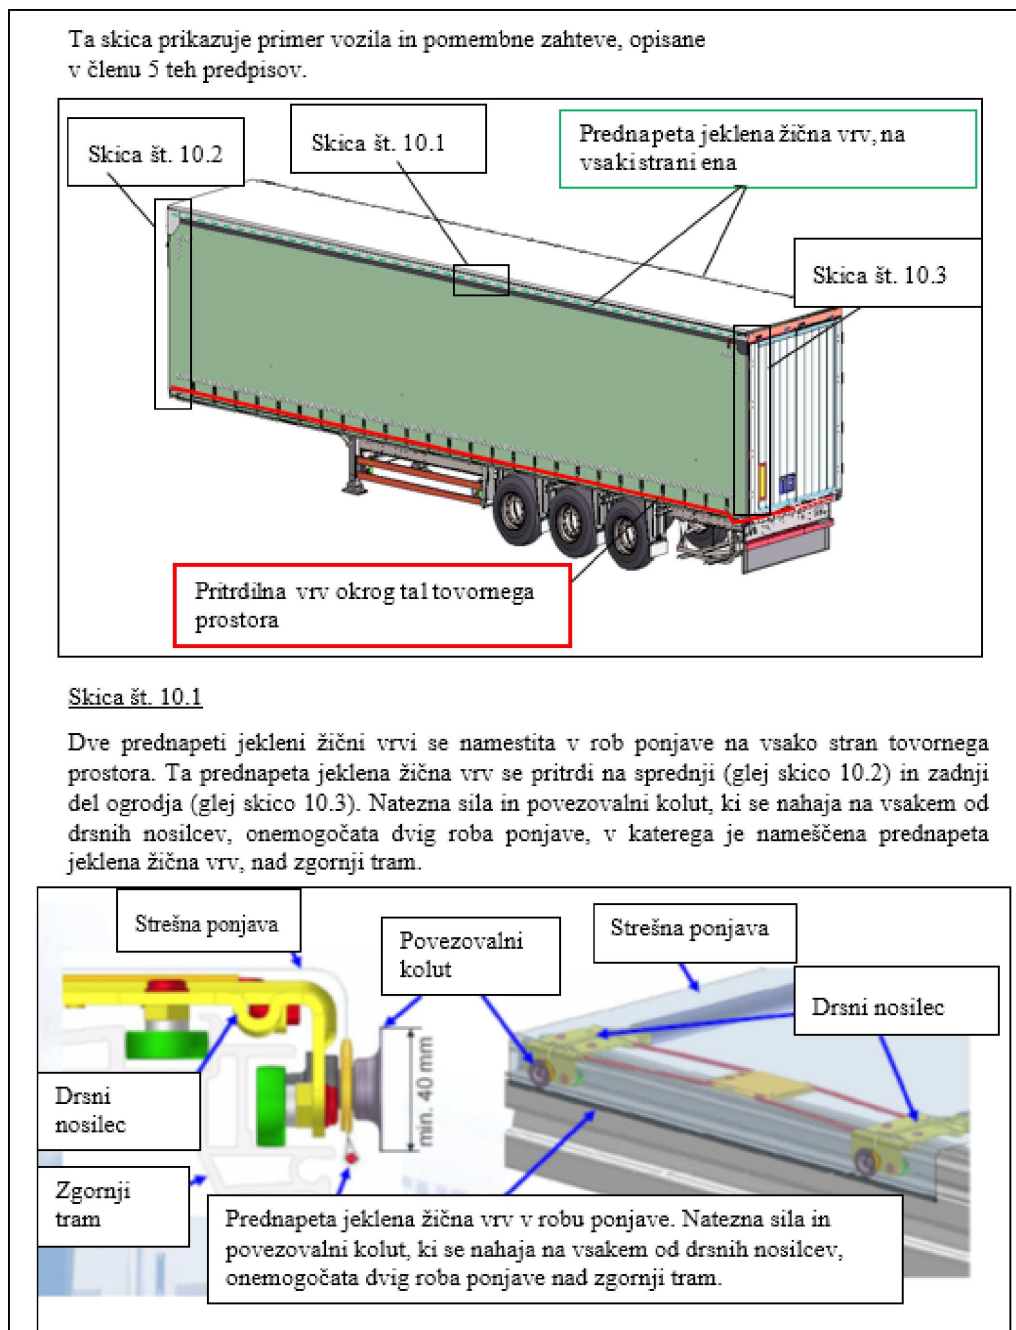 Ta skica prikazuje primer vozila in pomembne zahteve, opisane
v členu 5 teh predpisov.
Skica št. 10.2
Skica št. 10.1
Prednapeta jeklena žična vrv, na
vsaki strani ena
Skica št. 10.3
Pritrdilna vrv okrog tal tovornega
prostora
Skica št. 10.1
Dve prednapeti jekleni žični vrvi se namestita v rob ponjave na vsako stran tovornega
prostora. Ta prednapeta jeklena žična vrv se pritrdi na sprednji (glej skico 10.2) in zadnji
del ogrodja (glej skico 10.3). Natezna sila in povezovalni kolut, ki se nahaja na vsakem od
drsnih nosilcev, onemogočata dvig roba ponjave, v katerega je nameščena prednapeta
jeklena žična vrv, nad zgornji tram.
Strešna ponjava
Povezovalni
kolut
Strešna ponjava
Drsni nosilec
min. 40 mm
Drsni
nosilec
Zgornji
tram
Prednapeta jeklena žična vrv v robu ponjave. Natezna sila in
povezovalni kolut, ki se nahaja na vsakem od drsnih nosilcev,
onemogočata dvig roba ponjave nad zgornji tram.